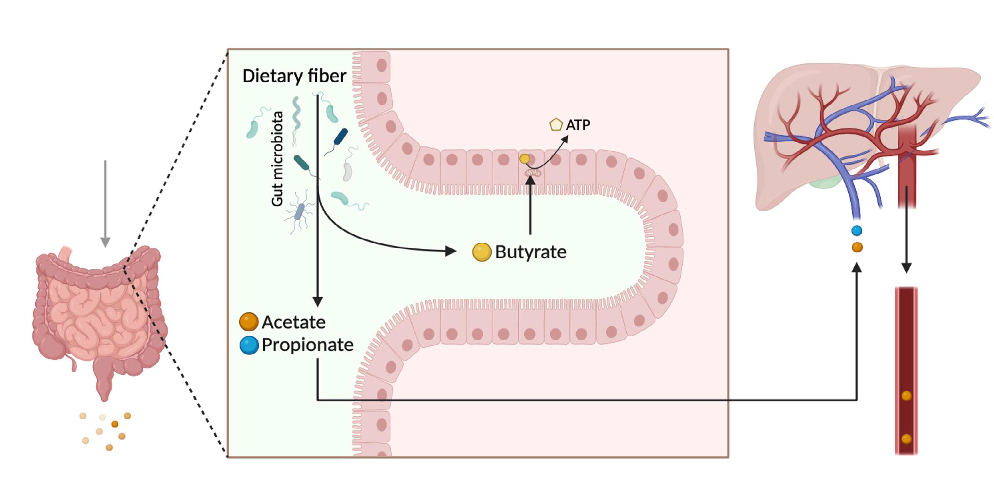 Dietary fiber
Gut microbiota
ATP
Butyrate
Acetate
Propionate